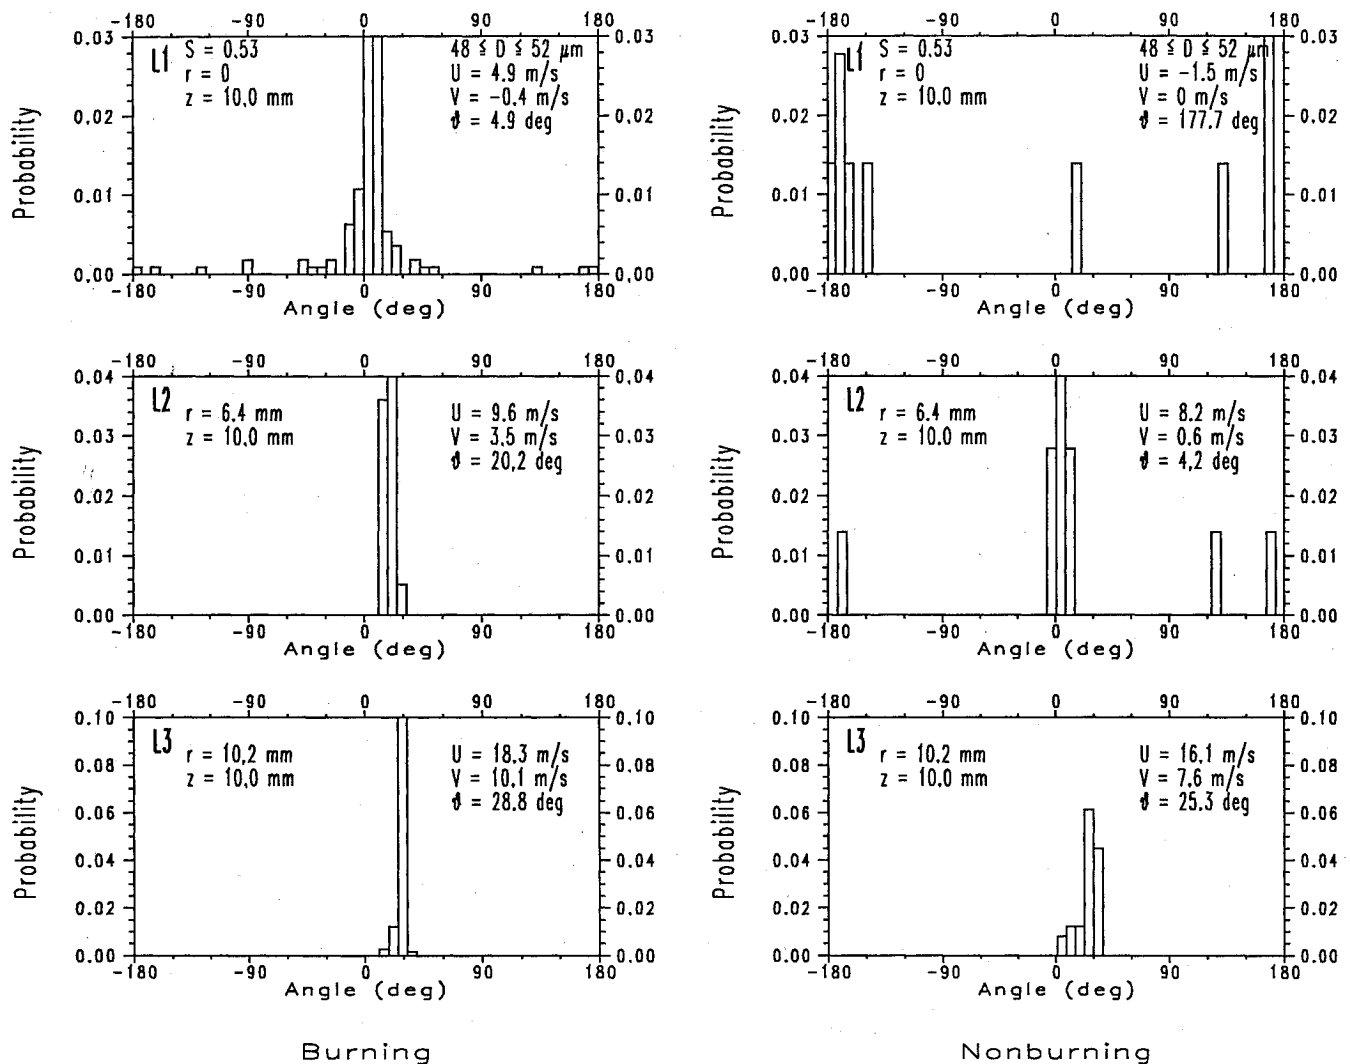 -180 -90 0 90 180
0.03 0.03
L1 S = 0.53 48 ≦ D ≦ 52 μm
r = 0 U = 4.9 m/s
z = 10.0 mm V = -0.4 m/s
ϑ = 4.9 deg
0.02 0.02
Probability
0.01 0.01
0.00 0.00
-180 -90 0 90 180
Angle (deg)
-180 -90 0 90 180
0.03 0.03
L1 S = 0.53 48 ≦ D ≦ 52 μm
r = 0 U = -1.5 m/s
z = 10.0 mm V = 0 m/s
ϑ = 177.7 deg
0.02 0.02
Probability
0.01 0.01
0.00 0.00
-180 -90 0 90 180
Angle (deg)
-180 -90 0 90 180
0.04 0.04
L2 r = 6.4 mm U = 9.6 m/s
z = 10.0 mm V = 3.5 m/s
ϑ = 20.2 deg
0.03 0.03
Probability
0.02 0.02
0.01 0.01
0.00 0.00
-180 -90 0 90 180
Angle (deg)
-180 -90 0 90 180
0.04 0.04
L2 r = 6.4 mm U = 8.2 m/s
z = 10.0 mm V = 0.6 m/s
ϑ = 4.2 deg
0.03 0.03
Probability
0.02 0.02
0.01 0.01
0.00 0.00
-180 -90 0 90 180
Angle (deg)
-180 -90 0 90 180
0.10 0.10
L3 r = 10.2 mm U = 18.3 m/s
z = 10.0 mm V = 10.1 m/s
ϑ = 28.8 deg
0.08 0.08
Probability
0.06 0.06
0.04 0.04
0.02 0.02
0.00 0.00
-180 -90 0 90 180
Angle (deg)
-180 -90 0 90 180
0.10 0.10
L3 r = 10.2 mm U = 16.1 m/s
z = 10.0 mm V = 7.6 m/s
ϑ = 25.3 deg
0.08 0.08
Probability
0.06 0.06
0.04 0.04
0.02 0.02
0.00 0.00
-180 -90 0 90 180
Angle (deg)
Burning
Nonburning